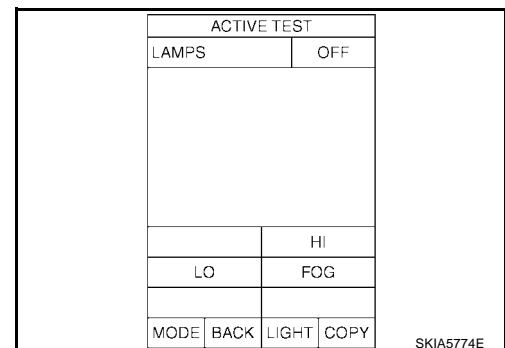 ACTIVE TEST
LAMPS OFF
HI
LO FOG
MODE BACK LIGHT COPY
SKIA5774E